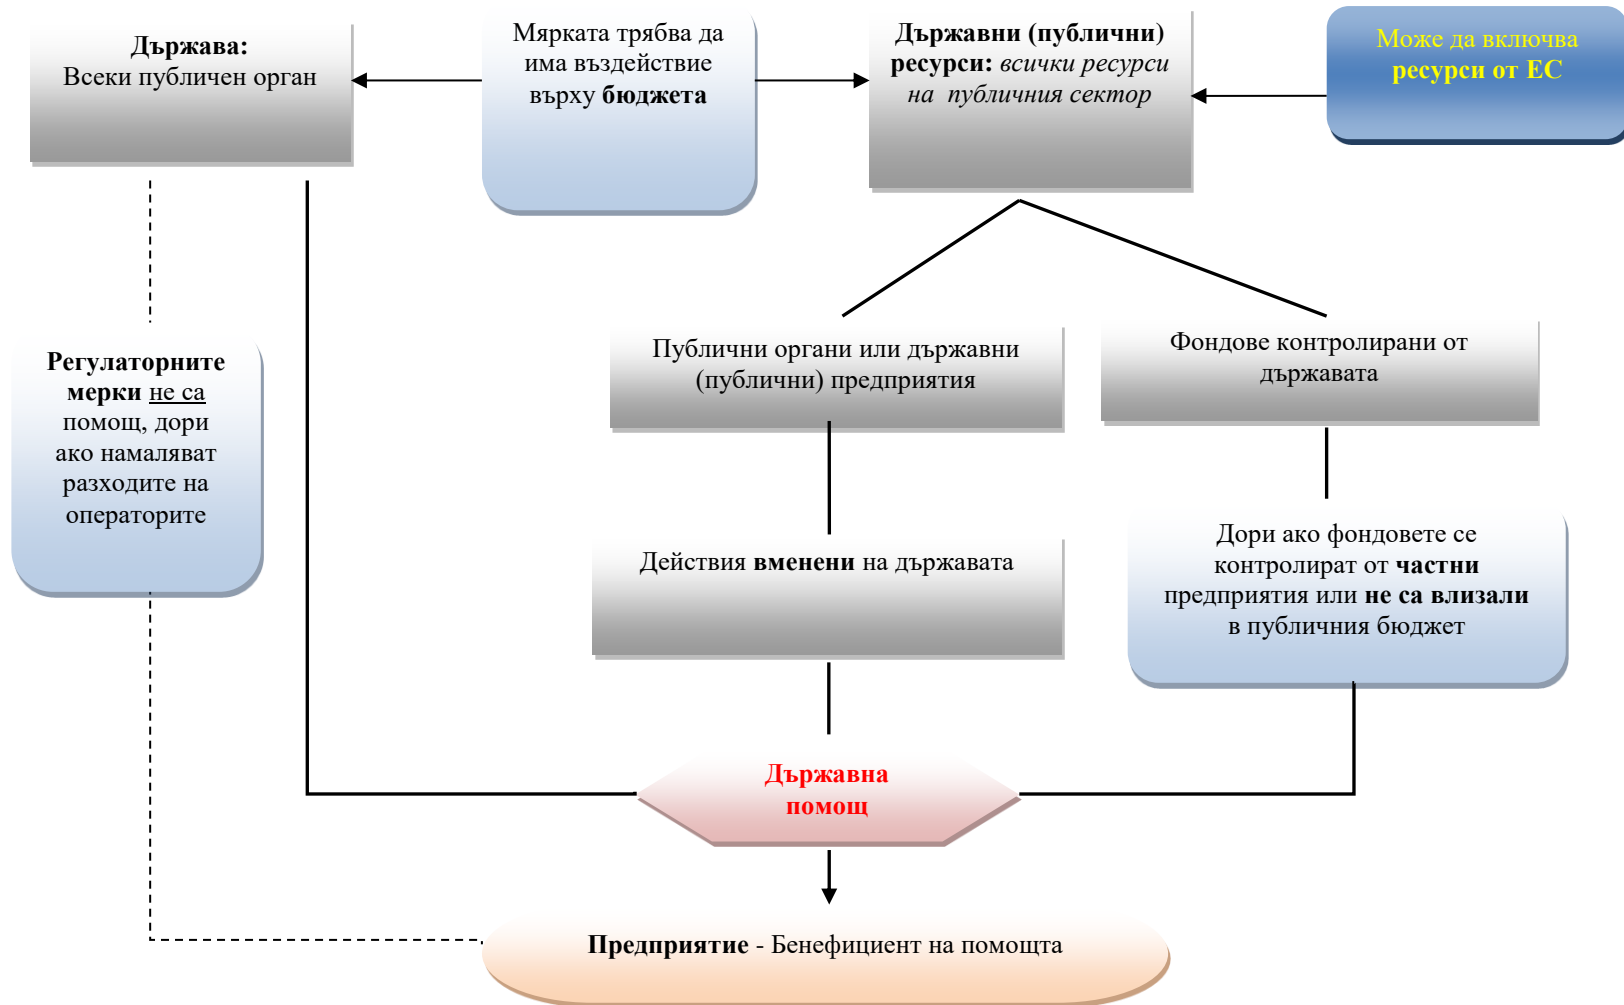 Държава:
Всеки публичен орган
Мярката трябва да
има въздействие
върху бюджета
Държавни (публични)
ресурси: всички ресурси
на публичния сектор
Може да включва
ресурси от ЕС
Регулаторните
мерки не са
помощ, дори
ако намаляват
разходите на
операторите
Публични органи или държавни
(публични) предприятия
Фондове контролирани от
държавата
Действия вменени на държавата
Дори ако фондовете се
контролират от частни
предприятия или не са влизали
в публичния бюджет
Държавна
помощ
Предприятие - Бенефициент на помощта